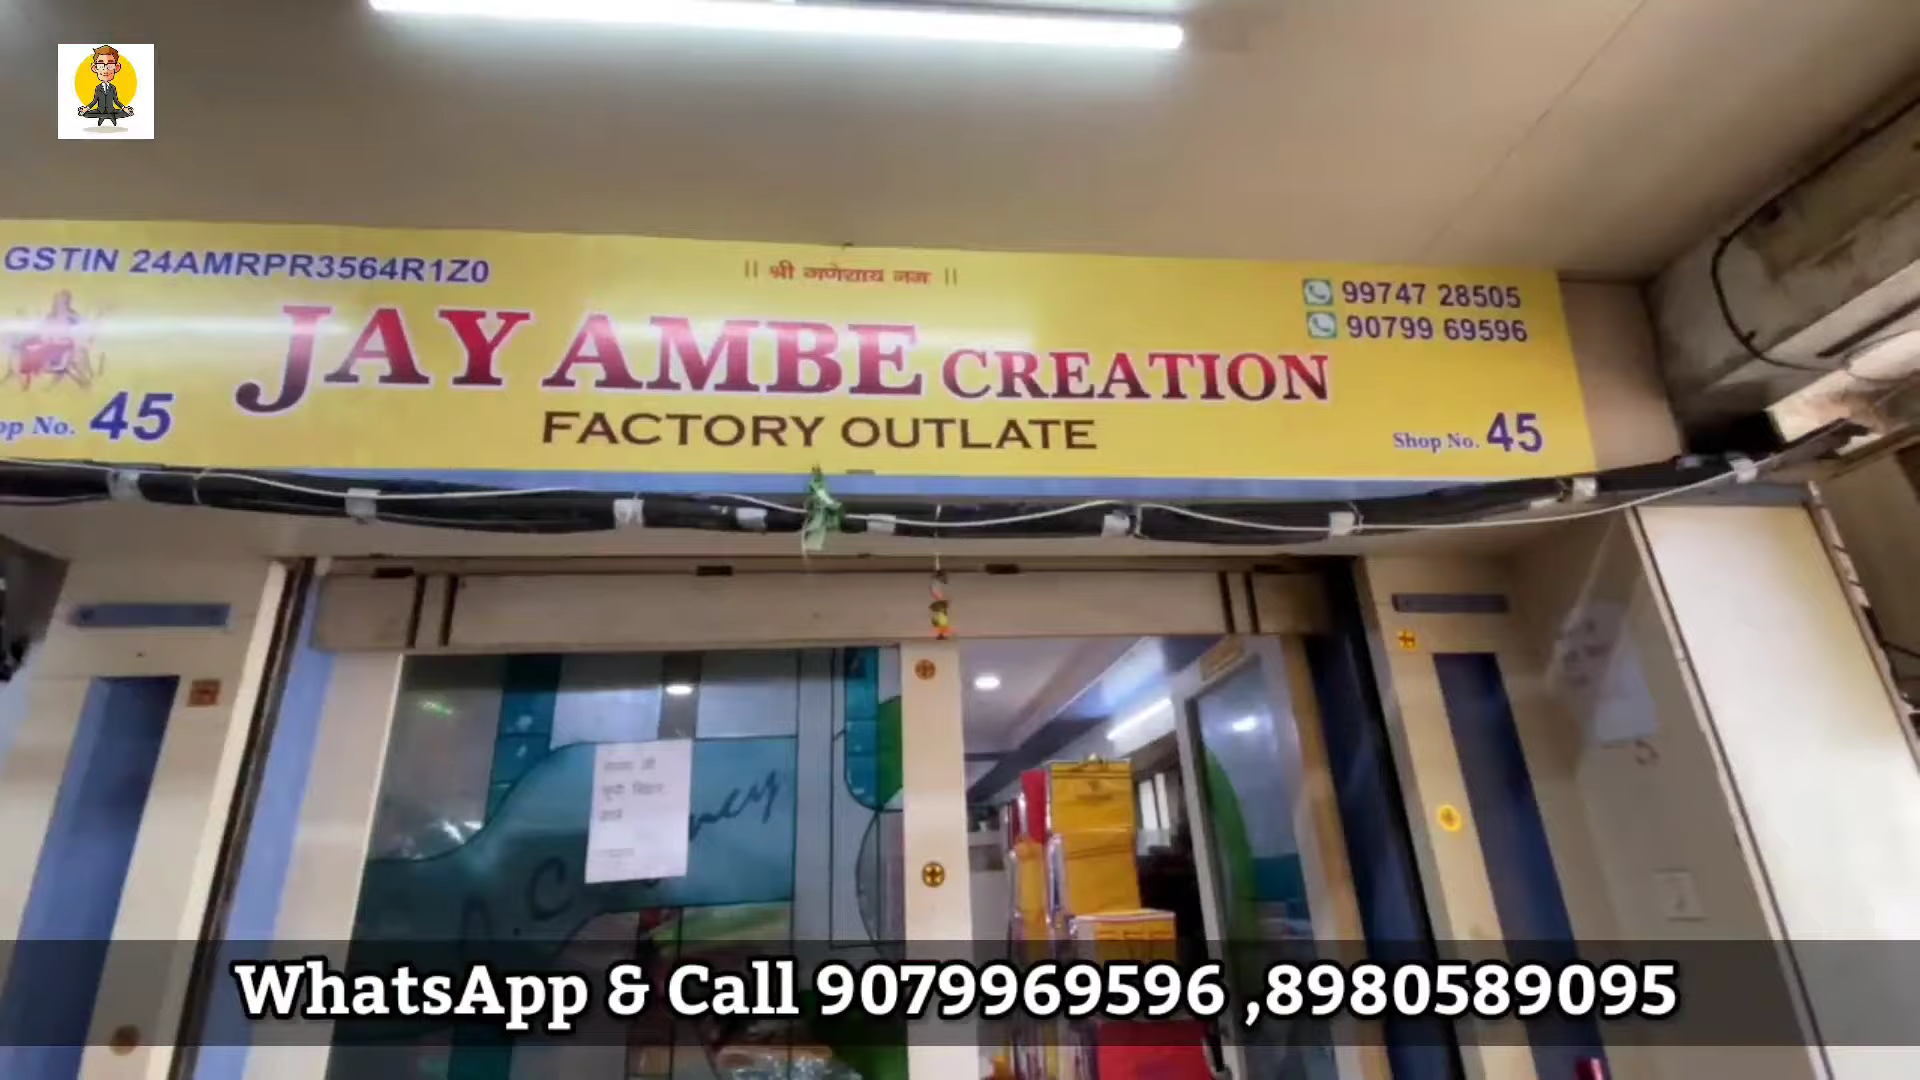 GSTIN 24AMRPR3564R1Z0
|| श्री गणेशाय नमः ||
99747 28505
90799 69596
JAY AMBE CREATION
FACTORY OUTLATE
op No. 45
Shop No. 45
WhatsApp & Call 9079969596 ,8980589095